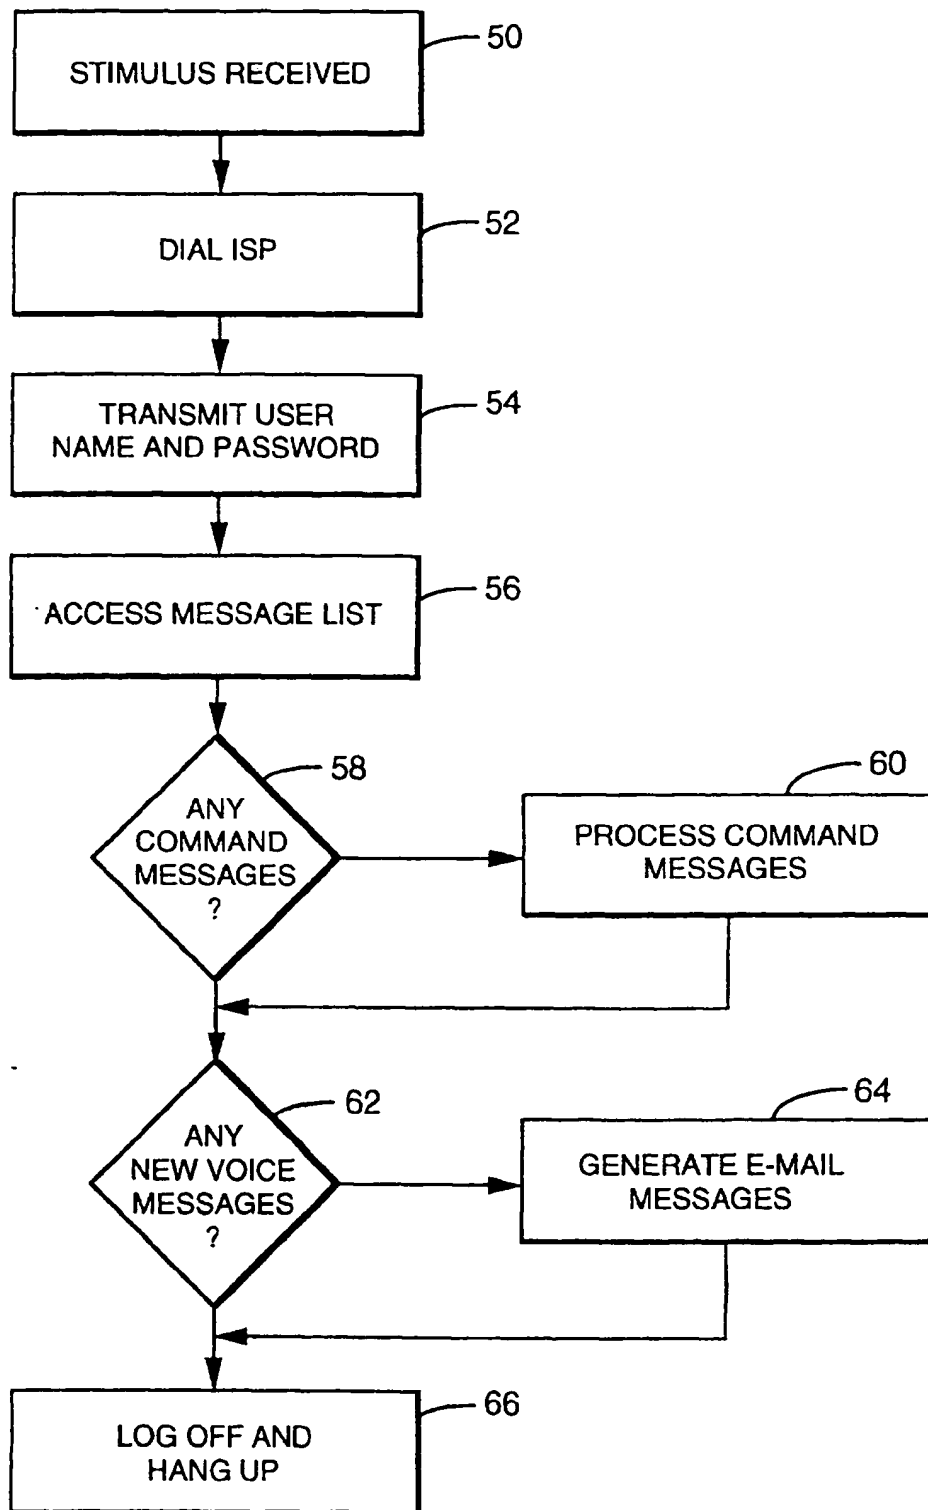 50
STIMULUS RECEIVED
52
DIAL ISP
54
TRANSMIT USER
NAME AND PASSWORD
56
ACCESS MESSAGE LIST
58
ANY
COMMAND
MESSAGES
?
60
PROCESS COMMAND
MESSAGES
62
ANY
NEW VOICE
MESSAGES
?
64
GENERATE E-MAIL
MESSAGES
66
LOG OFF AND
HANG UP